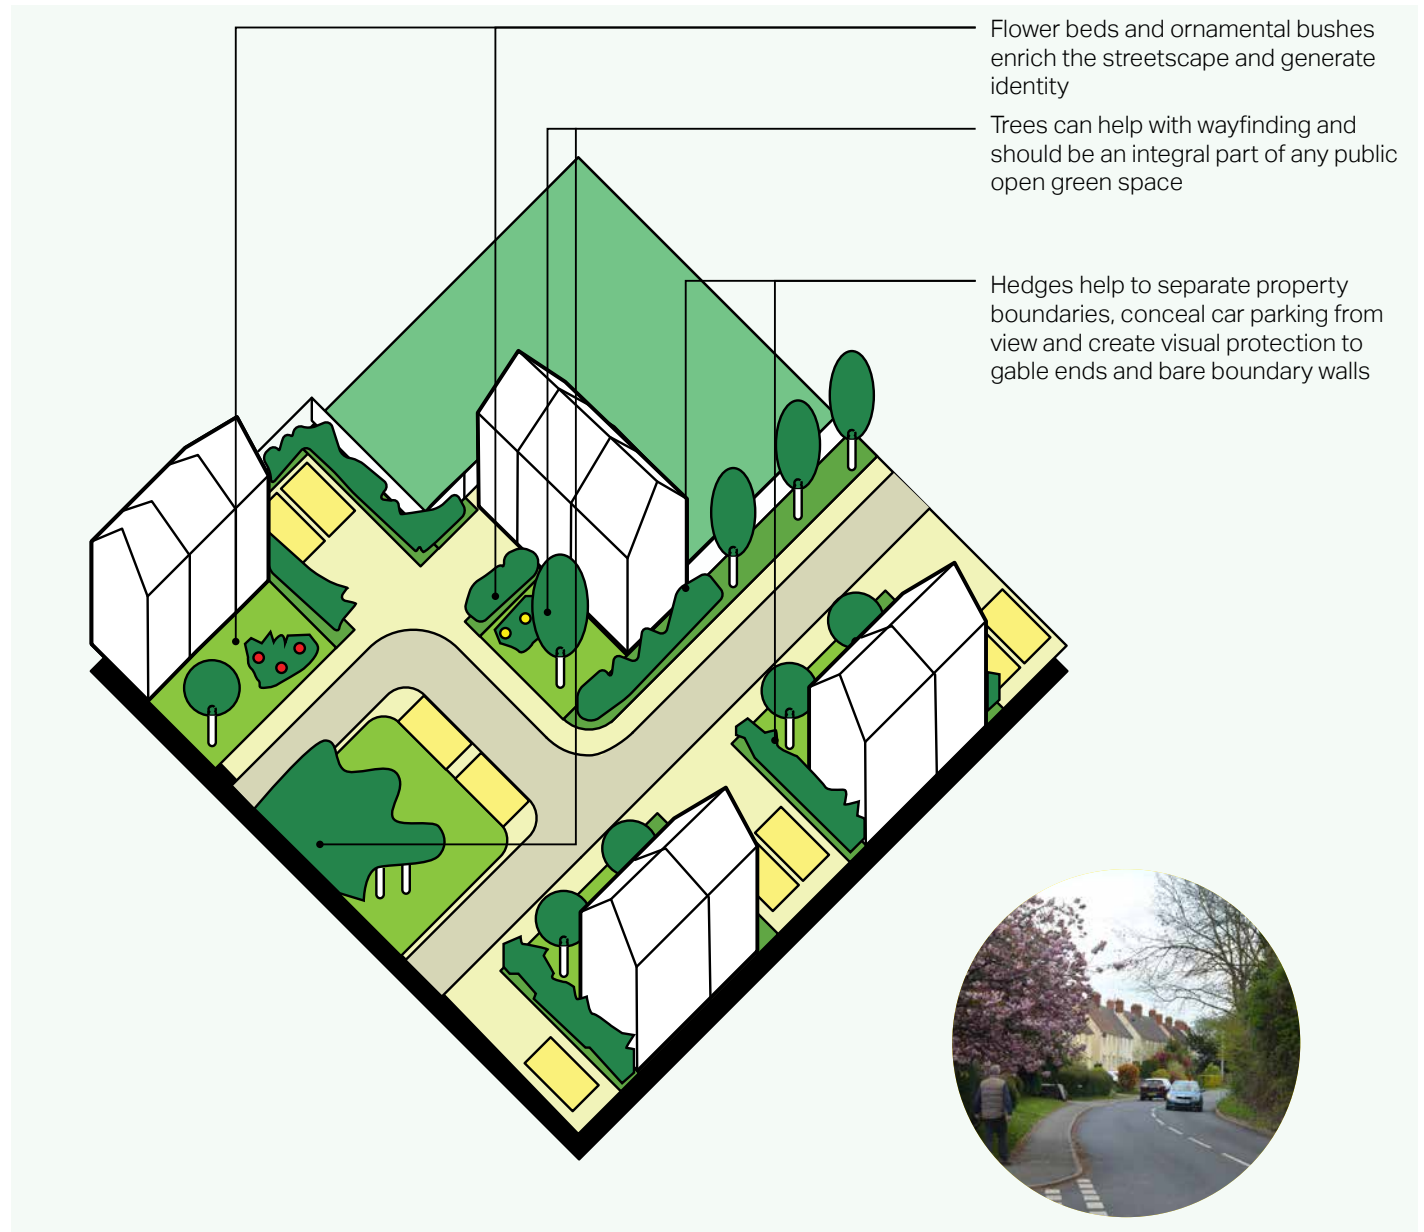 Flower beds and ornamental bushes
enrich the streetscape and generate
identity
Trees can help with wayfinding and
should be an integral part of any public
open green space
Hedges help to separate property
boundaries, conceal car parking from
view and create visual protection to
gable ends and bare boundary walls